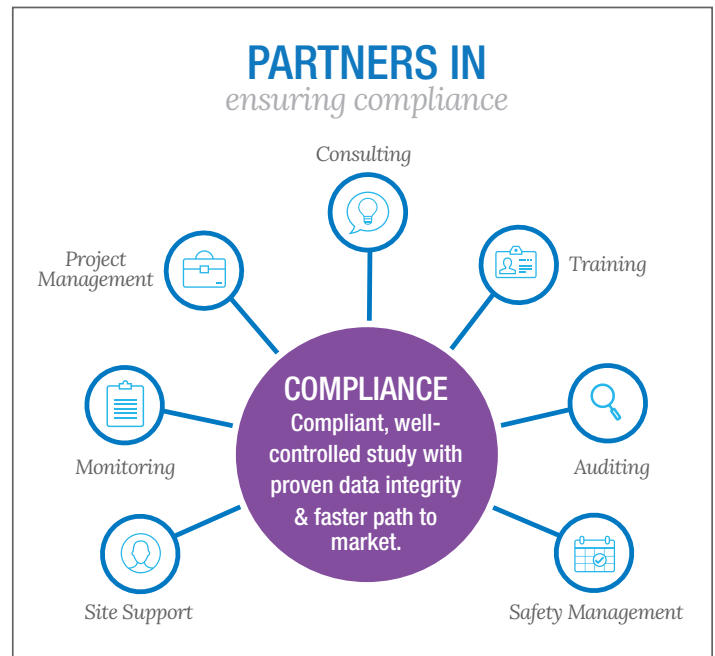 PARTNERS IN
ensuring compliance
Consulting
Project
Management
Training
COMPLIANCE
Compliant, well-
controlled study with
proven data integrity
& faster path to
market.
Monitoring
Auditing
Site Support
Safety Management